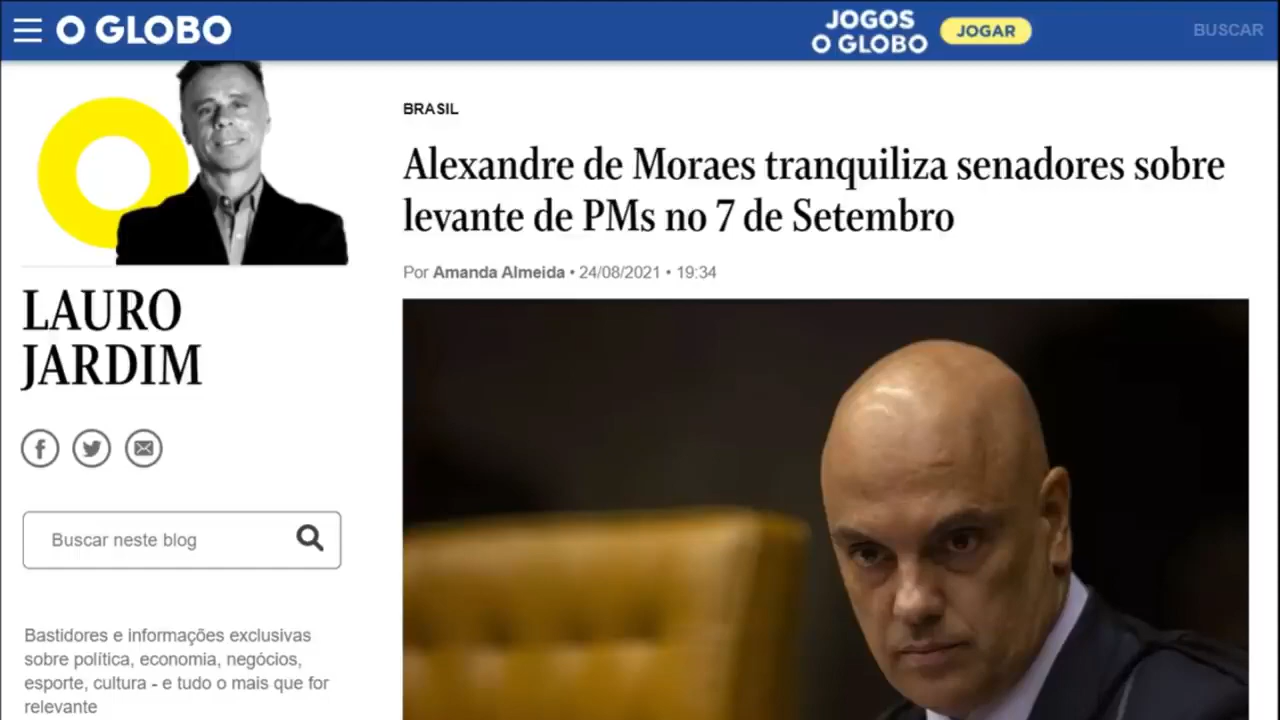 O GLOBO
JOGOS
O GLOBO
JOGAR
BUSCAR
BRASIL
Alexandre de Moraes tranquiliza senadores sobre
levante de PMs no 7 de Setembro
Por Amanda Almeida • 24/08/2021 • 19:34
LAURO
JARDIM
Buscar neste blog
Bastidores e informações exclusivas
sobre política, economia, negócios,
esporte, cultura - e tudo o mais que for
relevante